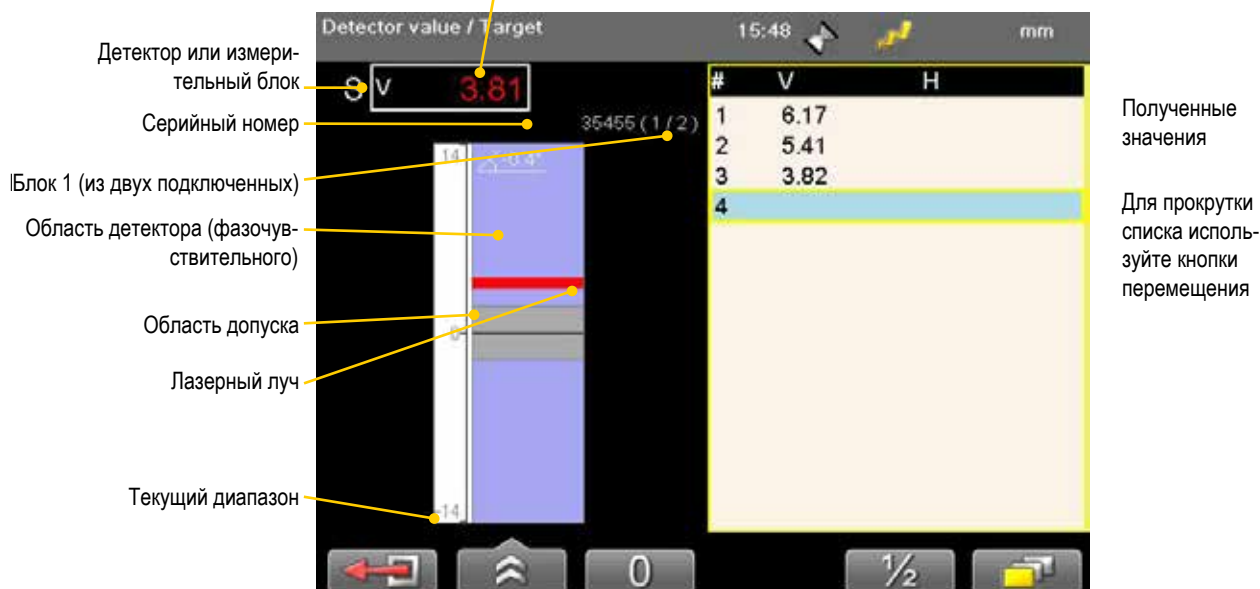 Detector value / Target 15:48 mm
Детектор или измери-
тельный блок
S V 3.81
# V H
Серийный номер
35455 ( 1 / 2 )
1 6.17
2 5.41
3 3.82
4
Полученные
значения
14
-0.4°
Блок 1 (из двух подключенных)
Область детектора (фазочув-
ствительного)
Для прокрутки
списка исполь-
зуйте кнопки
перемещения
Область допуска
0
Лазерный луч
Текущий диапазон
-14
0
½